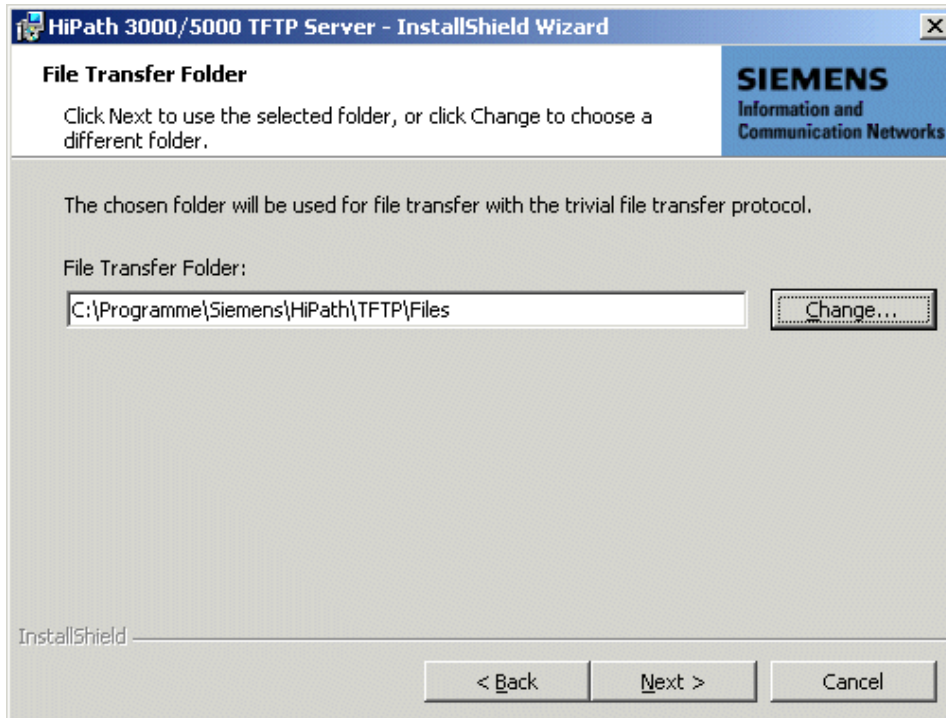 HiPath 3000/5000 TFTP Server - InstallShield Wizard
File Transfer Folder
Click Next to use the selected folder, or click Change to choose a
different folder.
SIEMENS
Information and
Communication Networks
The chosen folder will be used for file transfer with the trivial file transfer protocol.
File Transfer Folder:
C:\Programme\Siemens\HiPath\TFTP\Files
Change...
InstallShield
< Back
Next >
Cancel